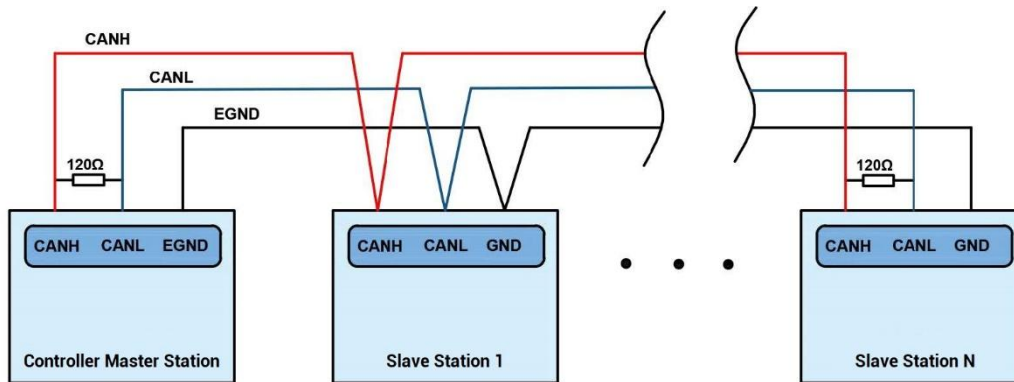 CANH
CANL
EGND
120Ω
120Ω
CANH CANL EGND
CANH CANL GND
CANH CANL GND
Controller Master Station
Slave Station 1
Slave Station N